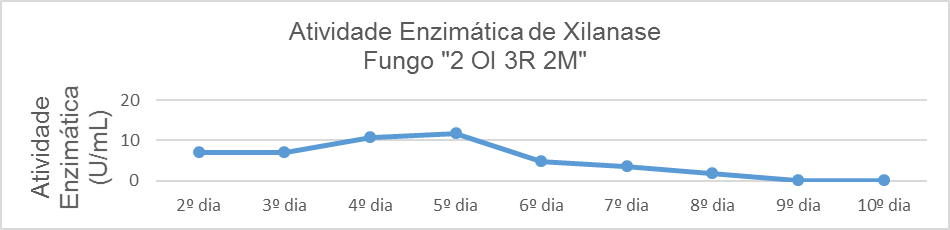 Atividade Enzimática de Xilanase
Fungo "2 OI 3R 2M"
Atividade
Enzimática
(U/mL)
20
10
0
2º dia 3º dia 4º dia 5º dia 6º dia 7º dia 8º dia 9º dia 10º dia